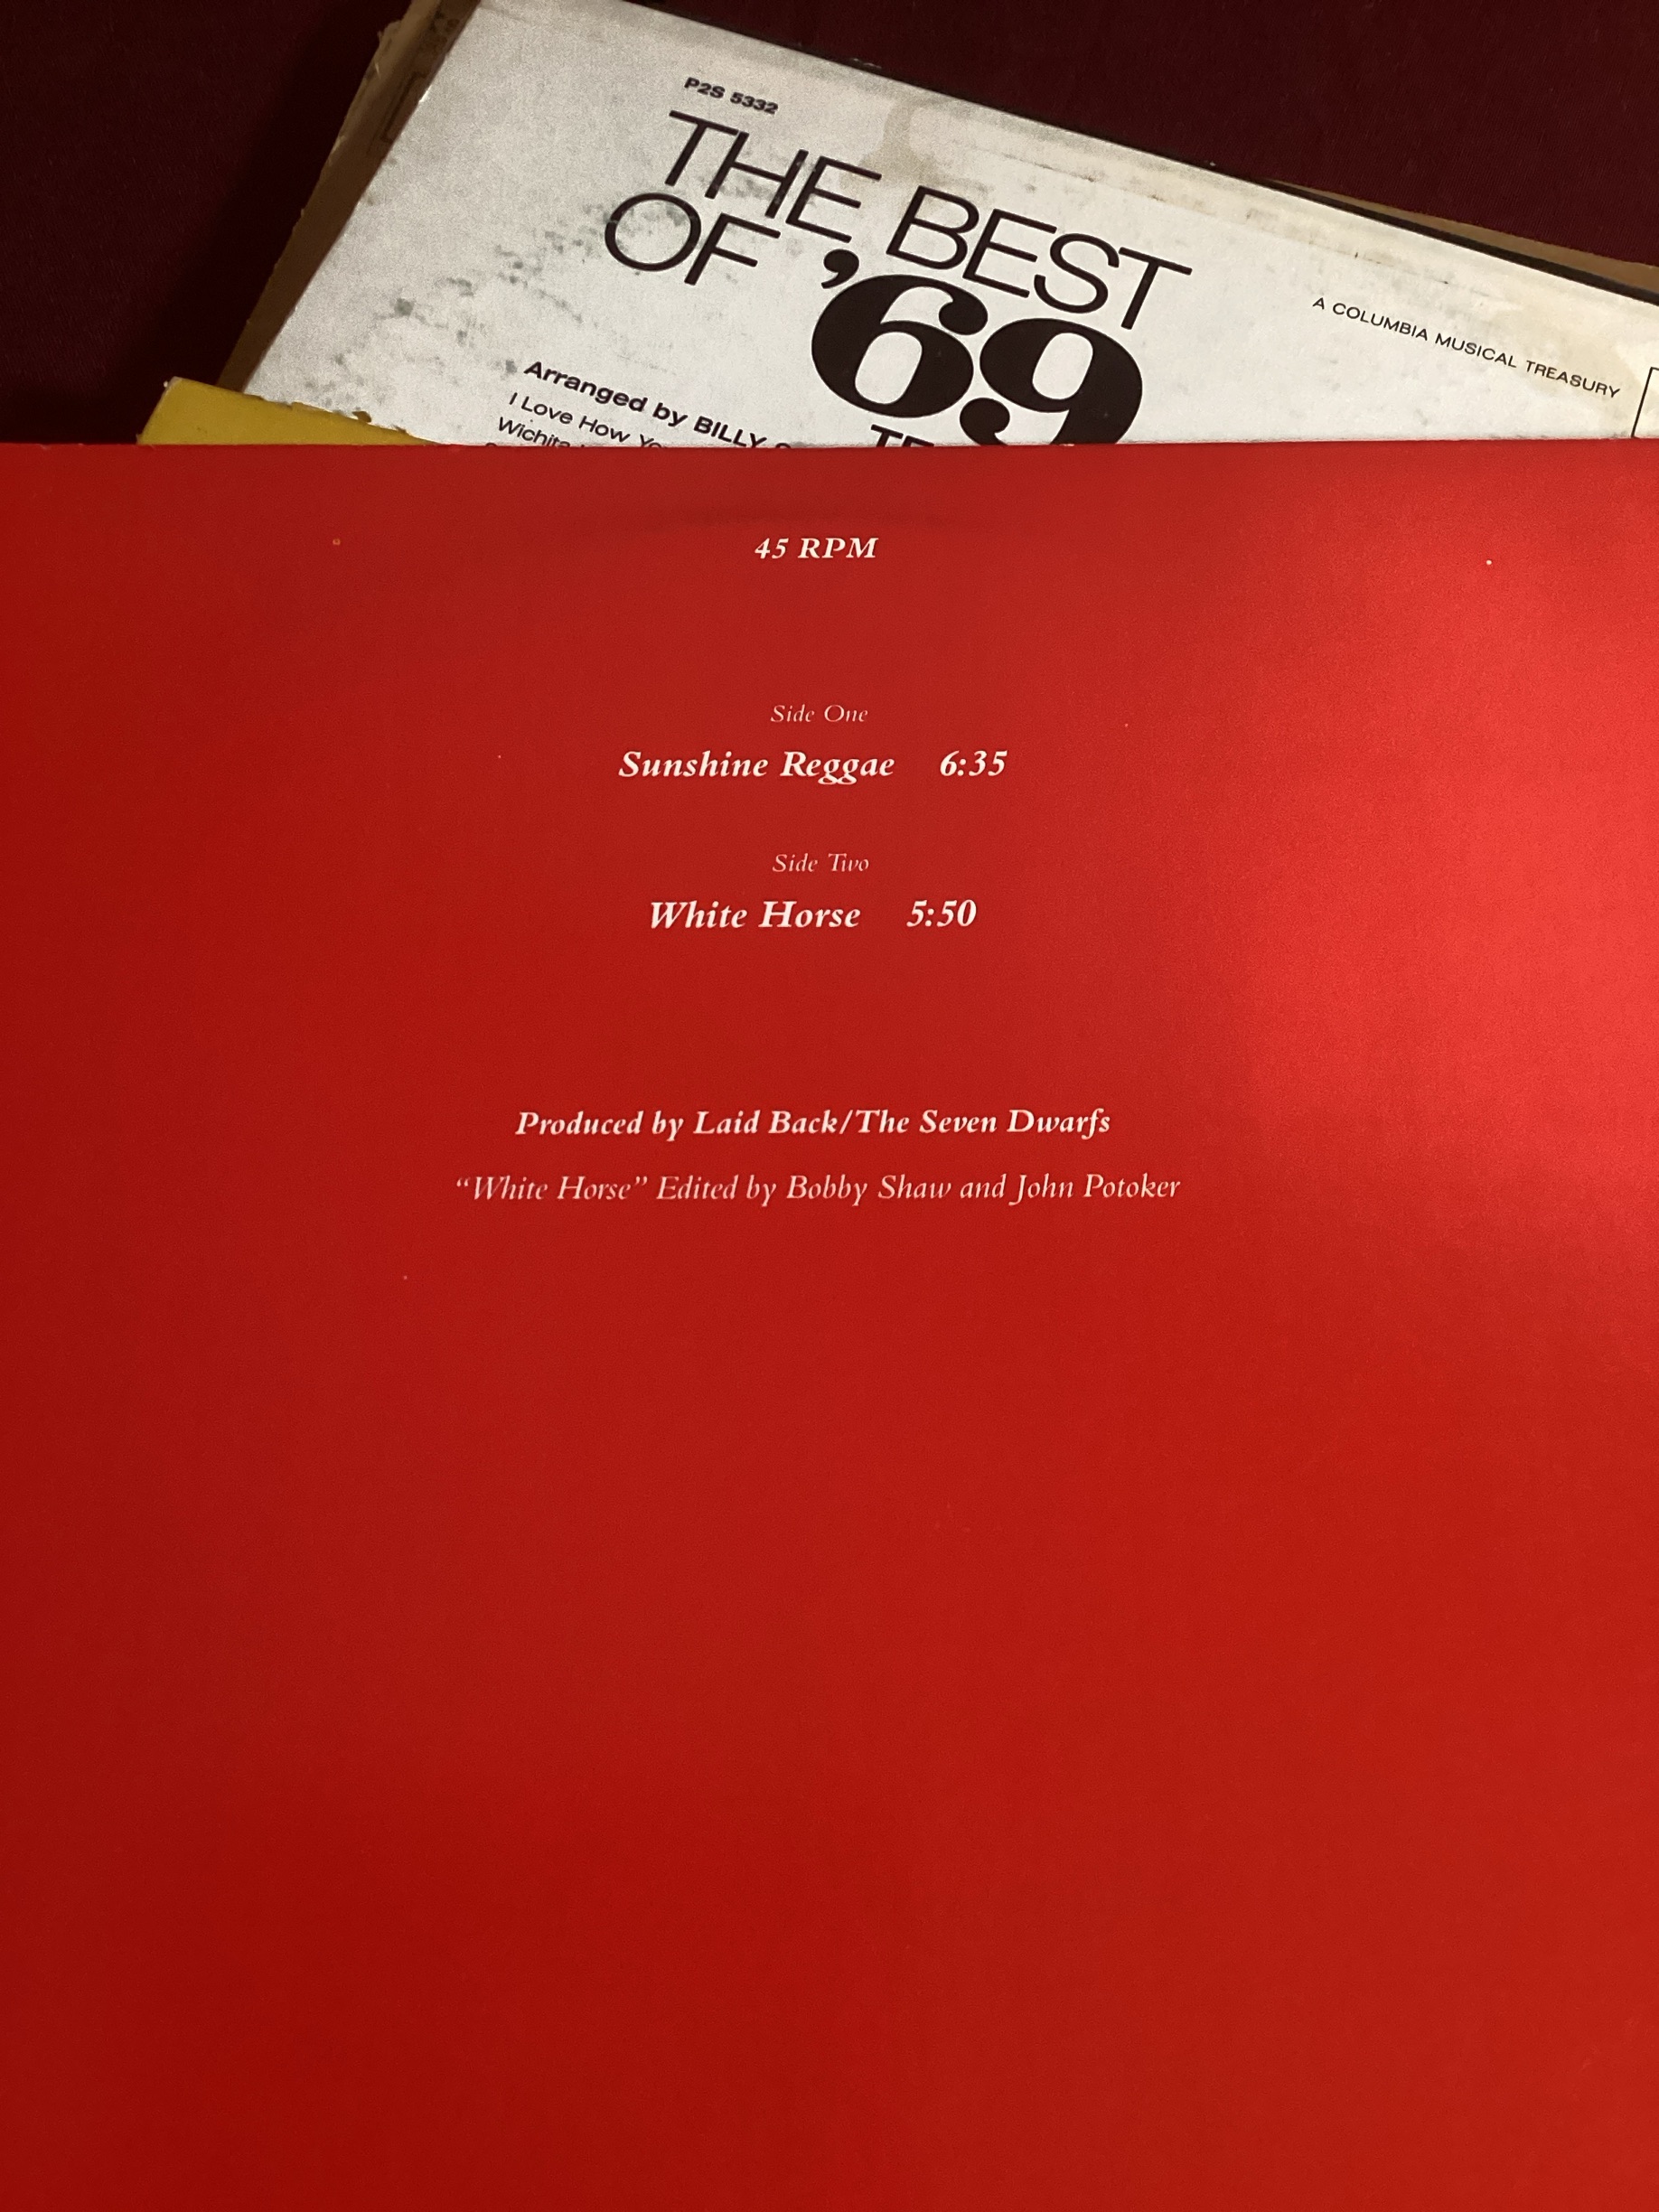 P2S 5332
THE BEST
OF ’69
A COLUMBIA MUSICAL TREASURY
Arranged by BILLY
I Love How
45 RPM
Side One
Sunshine Reggae 6:35
Side Two
White Horse 5:50
Produced by Laid Back/The Seven Dwarfs
“White Horse” Edited by Bobby Shaw and John Potoker